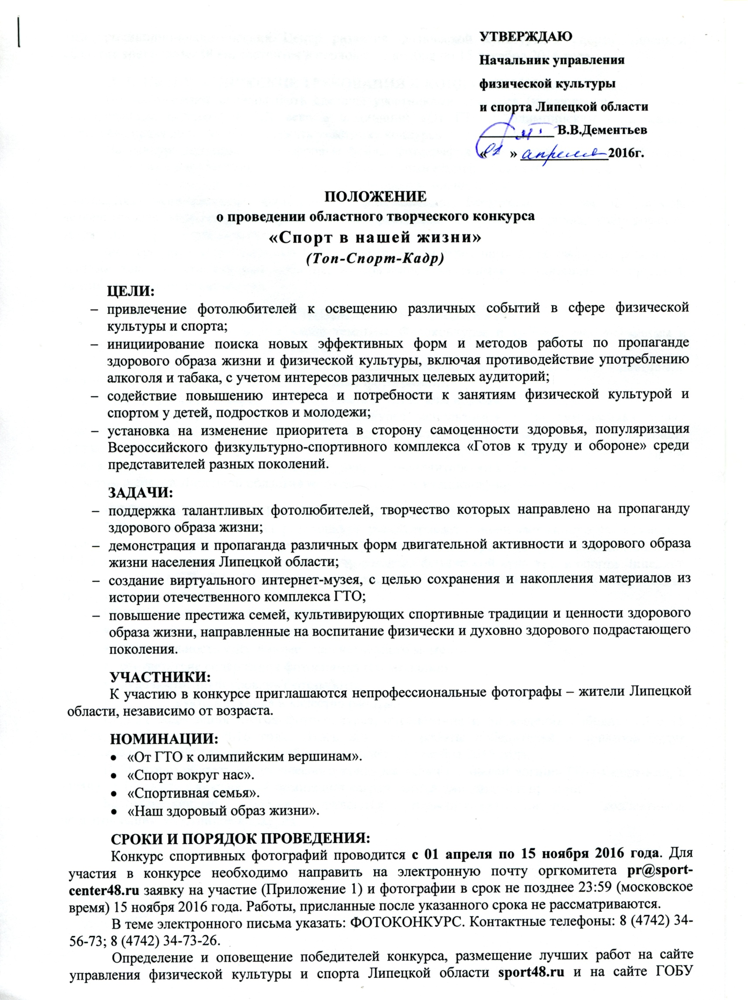 УТВЕРЖДАЮ
Начальник управления
физической культуры
и спорта Липецкой области
____________ В.В.Дементьев
«01» апреля 2016г.
ПОЛОЖЕНИЕ
о проведении областного творческого конкурса
«Спорт в нашей жизни»
(Топ-Спорт-Кадр)
ЦЕЛИ:
– привлечение фотолюбителей к освещению различных событий в сфере физической
культуры и спорта;
– инициирование поиска новых эффективных форм и методов работы по пропаганде
здорового образа жизни и физической культуры, включая противодействие употреблению
алкоголя и табака, с учетом интересов различных целевых аудиторий;
– содействие повышению интереса и потребности к занятиям физической культурой и
спортом у детей, подростков и молодежи;
– установка на изменение приоритета в сторону самоценности здоровья, популяризация
Всероссийского физкультурно-спортивного комплекса «Готов к труду и обороне» среди
представителей разных поколений.
ЗАДАЧИ:
– поддержка талантливых фотолюбителей, творчество которых направлено на пропаганду
здорового образа жизни;
– демонстрация и пропаганда различных форм двигательной активности и здорового образа
жизни населения Липецкой области;
– создание виртуального интернет-музея, с целью сохранения и накопления материалов из
истории отечественного комплекса ГТО;
– повышение престижа семей, культивирующих спортивные традиции и ценности здорового
образа жизни, направленные на воспитание физически и духовно здорового подрастающего
поколения.
УЧАСТНИКИ:
К участию в конкурсе приглашаются непрофессиональные фотографы – жители Липецкой
области, независимо от возраста.
НОМИНАЦИИ:
• «От ГТО к олимпийским вершинам».
• «Спорт вокруг нас».
• «Спортивная семья».
• «Наш здоровый образ жизни».
СРОКИ И ПОРЯДОК ПРОВЕДЕНИЯ:
Конкурс спортивных фотографий проводится с 01 апреля по 15 ноября 2016 года. Для
участия в конкурсе необходимо направить на электронную почту оргкомитета pr@sport-
center48.ru заявку на участие (Приложение 1) и фотографии в срок не позднее 23:59 (московское
время) 15 ноября 2016 года. Работы, присланные после указанного срока не рассматриваются.
В теме электронного письма указать: ФОТОКОНКУРС. Контактные телефоны: 8 (4742) 34-
56-73; 8 (4742) 34-73-26.
Определение и оповещение победителей конкурса, размещение лучших работ на сайте
управления физической культуры и спорта Липецкой области sport48.ru и на сайте ГОБУ